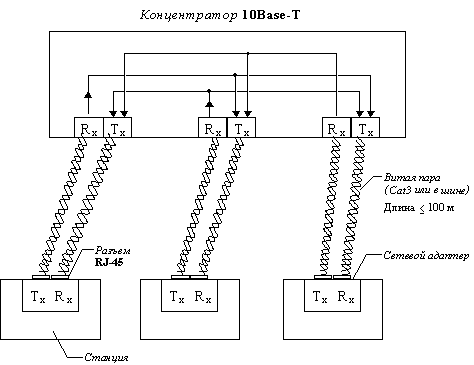 Концентратор 10Base-T
Rx Tx Rx Tx Rx Tx
Витая пара
(Cat3 или в шине)
Длина ≤ 100 м
Разъем
RJ-45
Сетевой адаптер
Tx Rx Tx Rx Tx Rx
Станция